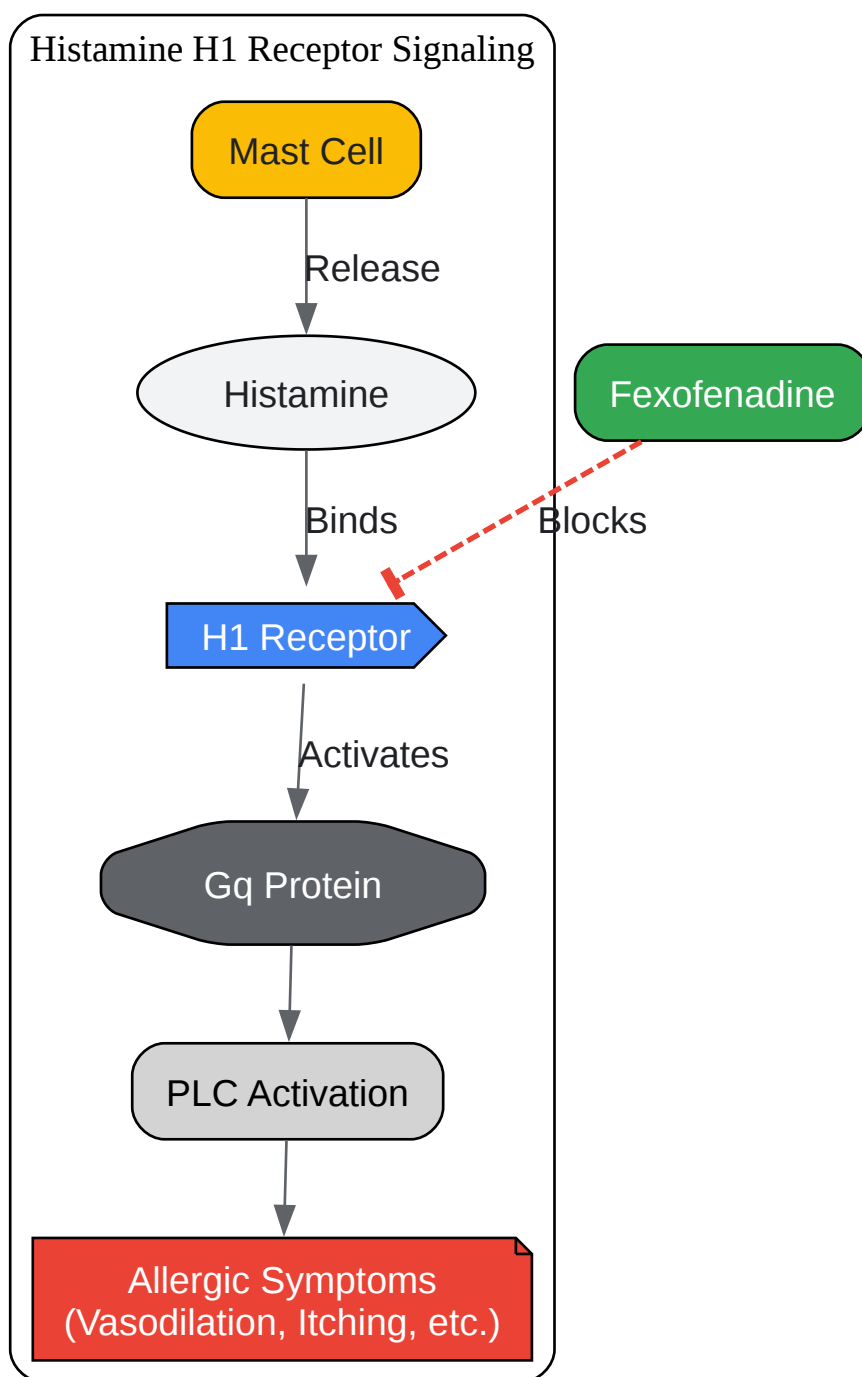 Histamine H1 Receptor Signaling
Mast Cell
Release
Histamine
Fexofenadine
Binds
Blocks
H1 Receptor
Activates
Gq Protein
PLC Activation
Allergic Symptoms
(Vasodilation, Itching, etc.)